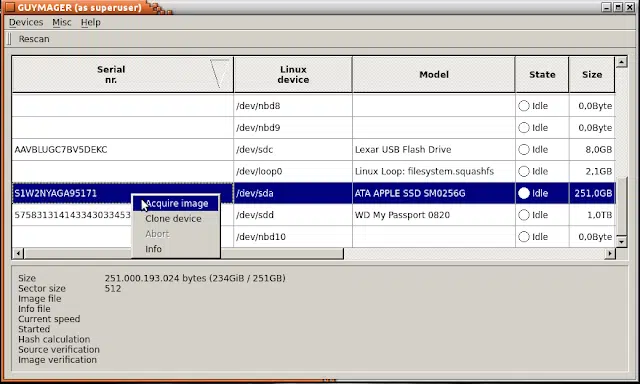 GUYMAGER (as superuser)
Devices Misc Help
Rescan
Serial nr. Linux device Model State Size
/dev/nbd8 Idle 0,0Byte
/dev/nbd9 Idle 0,0Byte
AAVBLUGC7BV5DEKC /dev/sdc Lexar USB Flash Drive Idle 8,0GB
/dev/loop0 Linux Loop: filesystem.squashfs Idle 2,1GB
S1W2NYAGA95171 /dev/sda ATA APPLE SSD SM0256G Idle 251,0GB
575831314143343033453 /dev/sdd WD My Passport 0820 Idle 1,0TB
/dev/nbd10 Idle 0,0Byte
Acquire image
Clone device
Abort
Info
Size 251.000.193.024 bytes (234GiB / 251GB)
Sector size 512
Image file
Info file
Current speed
Started
Hash calculation
Source verification
Image verification